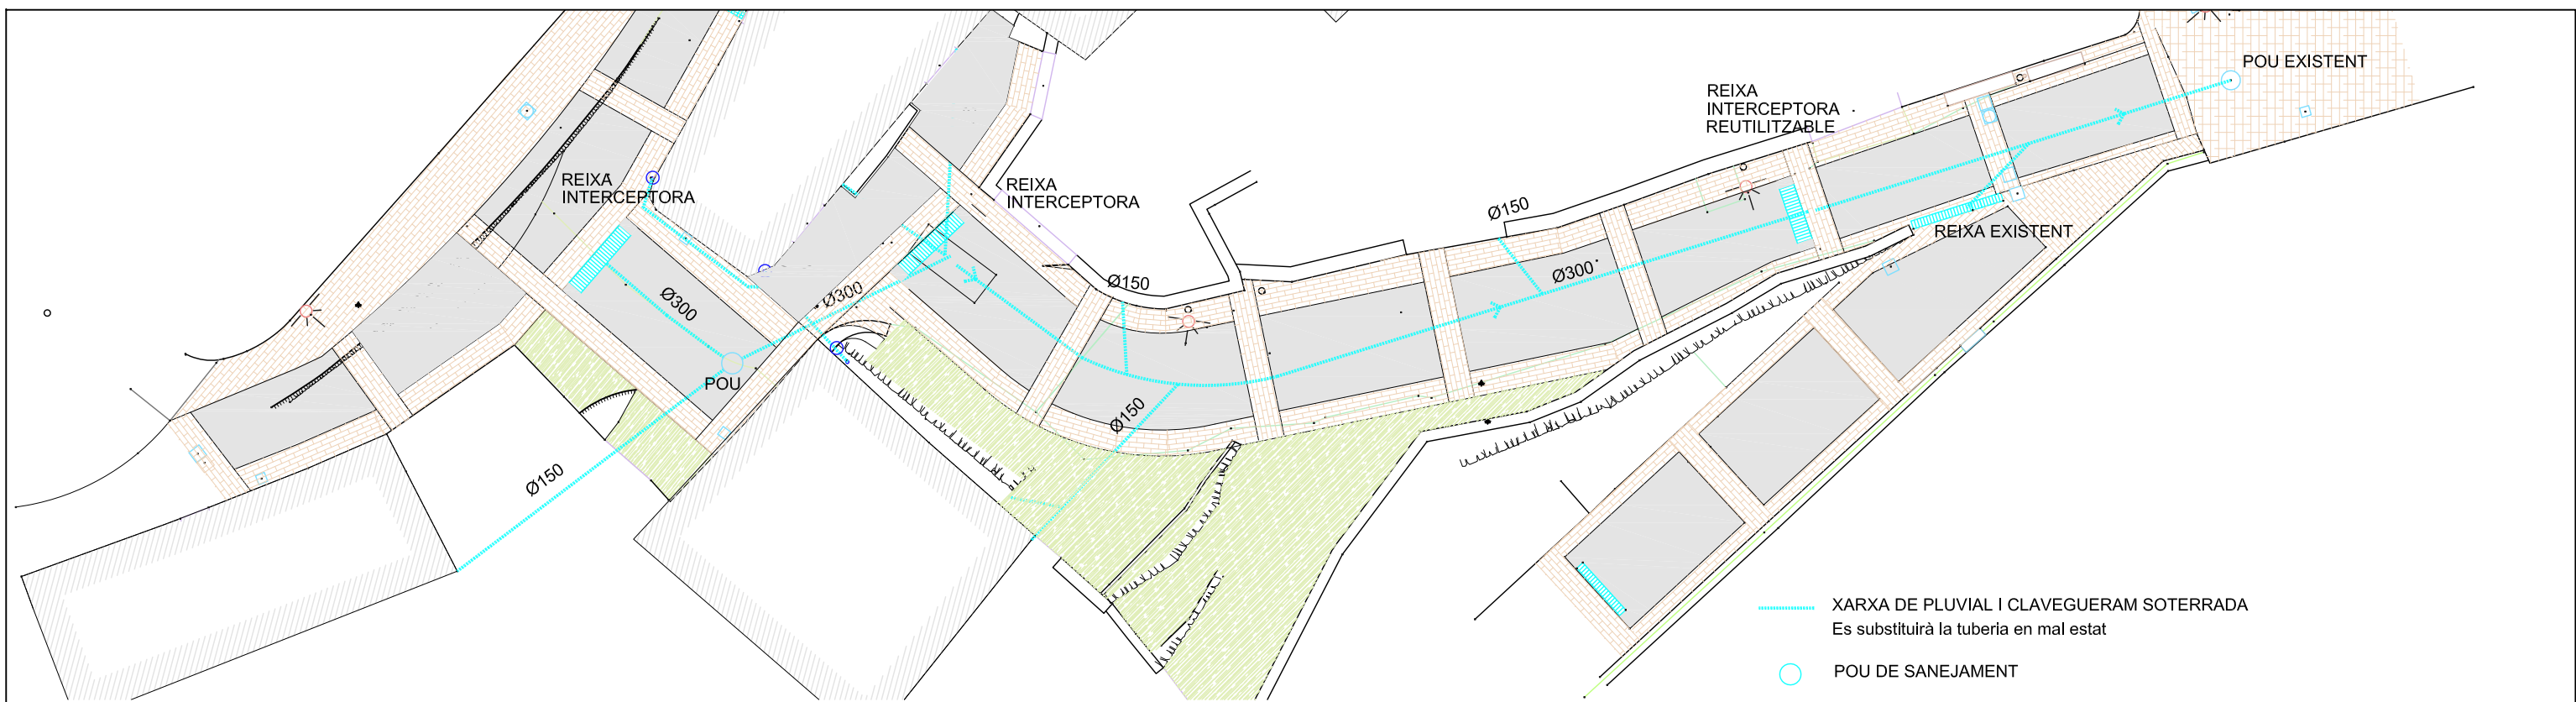 POU EXISTENT
REIXA
INTERCEPTORA
REUTILITZABLE
REIXA
INTERCEPTORA
REIXA
INTERCEPTORA
Ø150
REIXA EXISTENT
Ø300
Ø150
Ø300
Ø300
POU
Ø150
Ø150
XARXA DE PLUVIAL I CLAVEGUERAM SOTERRADA
Es substituirà la tuberia en mal estat
POU DE SANEJAMENT